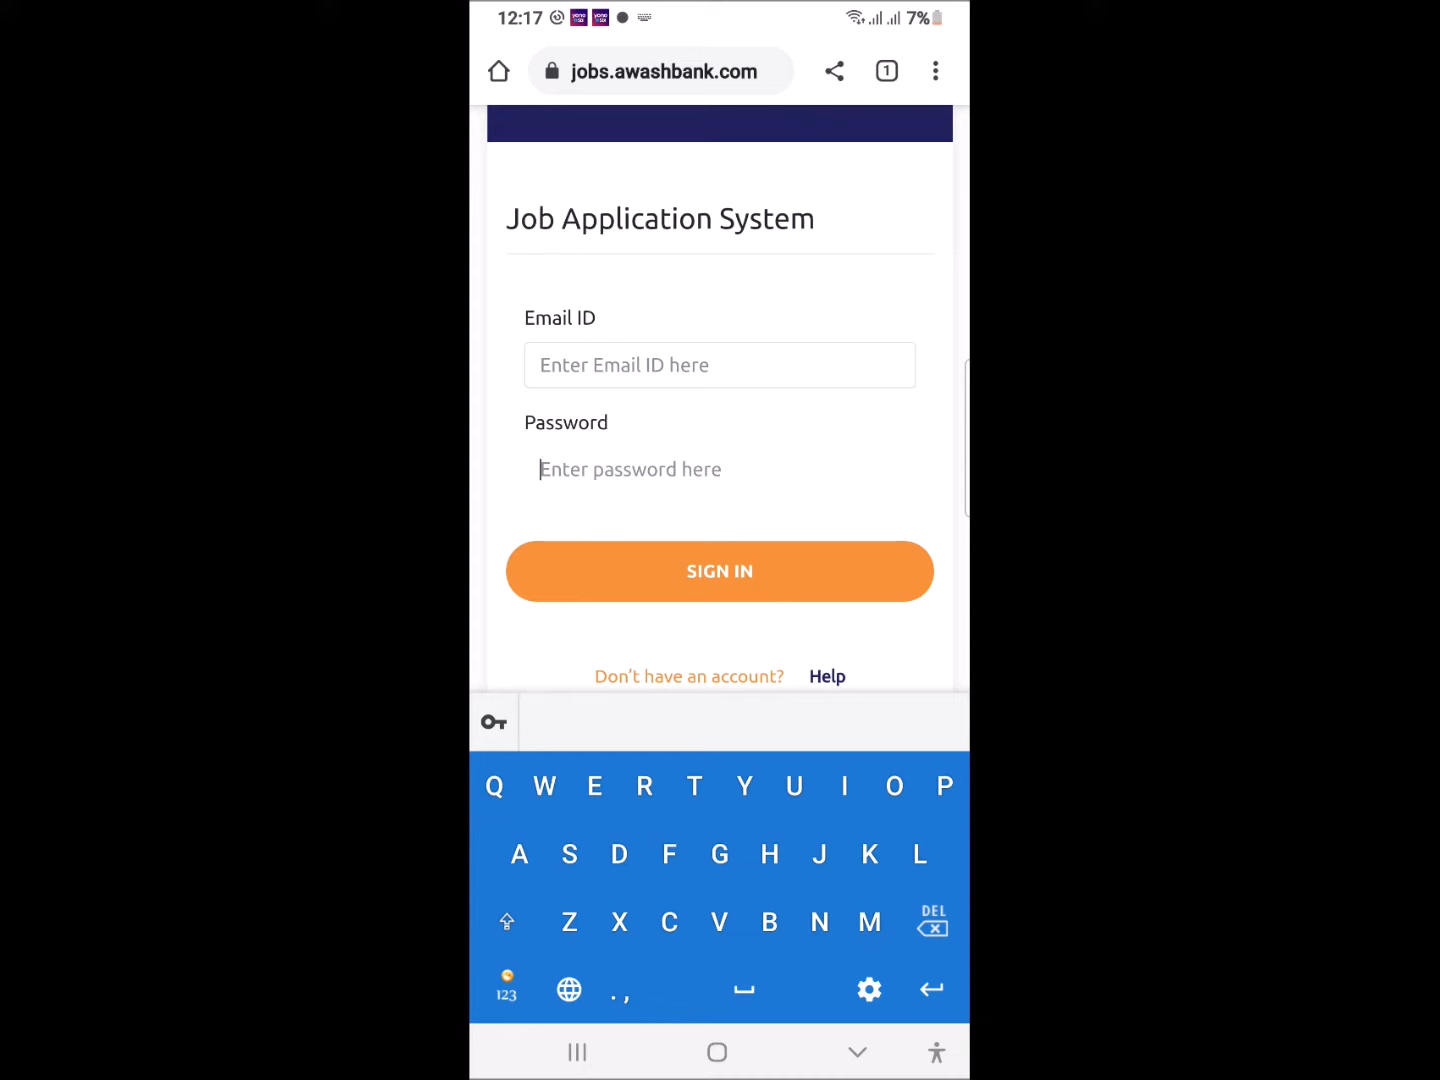 12:17 7%
jobs.awashbank.com 1
Job Application System
Email ID
Enter Email ID here
Password
Enter password here
SIGN IN
Don't have an account? Help
Q W E R T Y U I O P
A S D F G H J K L
Z X C V B N M DEL
123 . ,